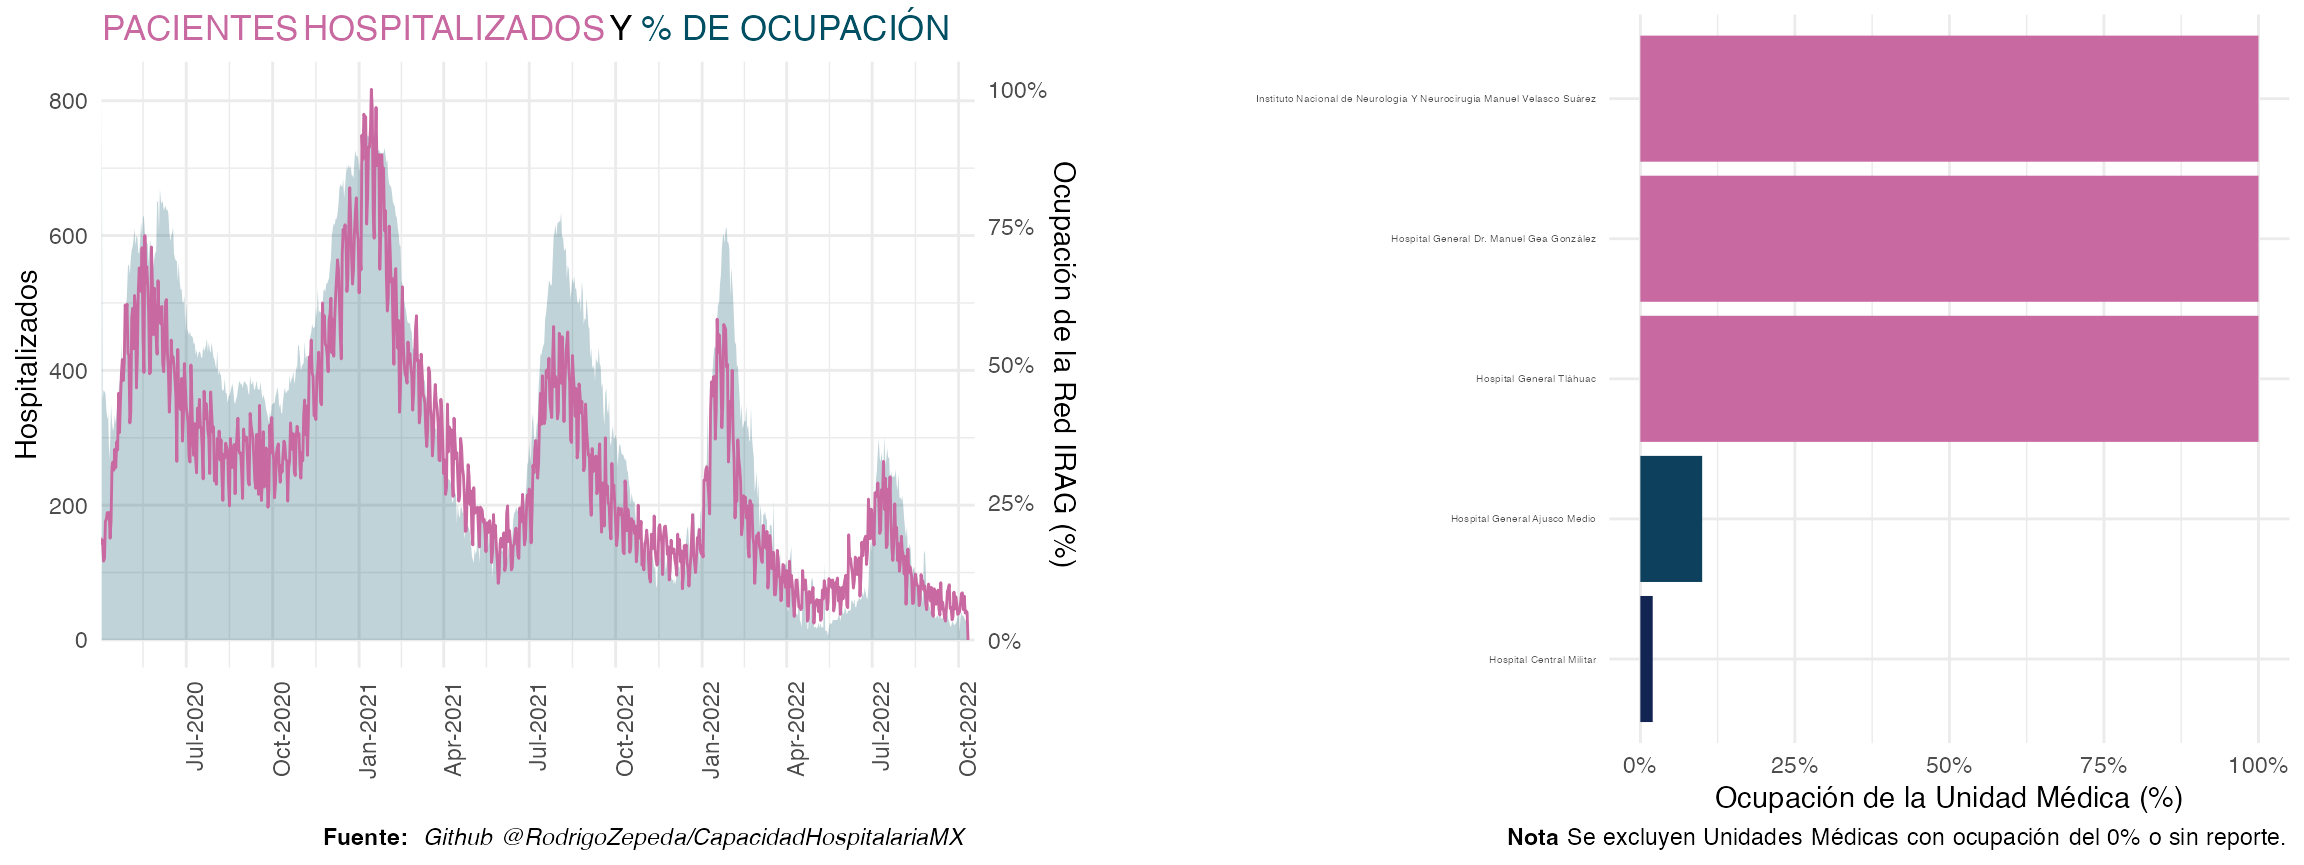 PACIENTES HOSPITALIZADOS Y % DE OCUPACIÓN
Hospitalizados
800
600
400
200
0
100%
75%
50%
25%
0%
Ocupación de la Red IRAG (%)
Jul-2020
Oct-2020
Jan-2021
Apr-2021
Jul-2021
Oct-2021
Jan-2022
Apr-2022
Jul-2022
Oct-2022
Fuente: Github @RodrigoZepeda/CapacidadHospitalariaMX
Instituto Nacional de Neurología Y Neurocirugía Manuel Velasco Suárez
Hospital General Dr. Manuel Gea González
Hospital General Tláhuac
Hospital General Ajusco Medio
Hospital Central Militar
0%
25%
50%
75%
100%
Ocupación de la Unidad Médica (%)
Nota Se excluyen Unidades Médicas con ocupación del 0% o sin reporte.